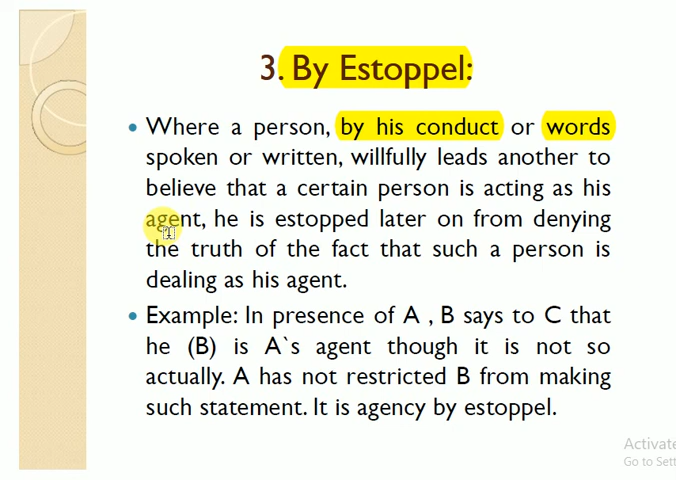 3. By Estoppel:
Where a person, by his conduct or words
spoken or written, willfully leads another to
believe that a certain person is acting as his
agent, he is estopped later on from denying
the truth of the fact that such a person is
dealing as his agent.
Example: In presence of A , B says to C that
he (B) is A`s agent though it is not so
actually. A has not restricted B from making
such statement. It is agency by estoppel.
Activate
Go to Sett